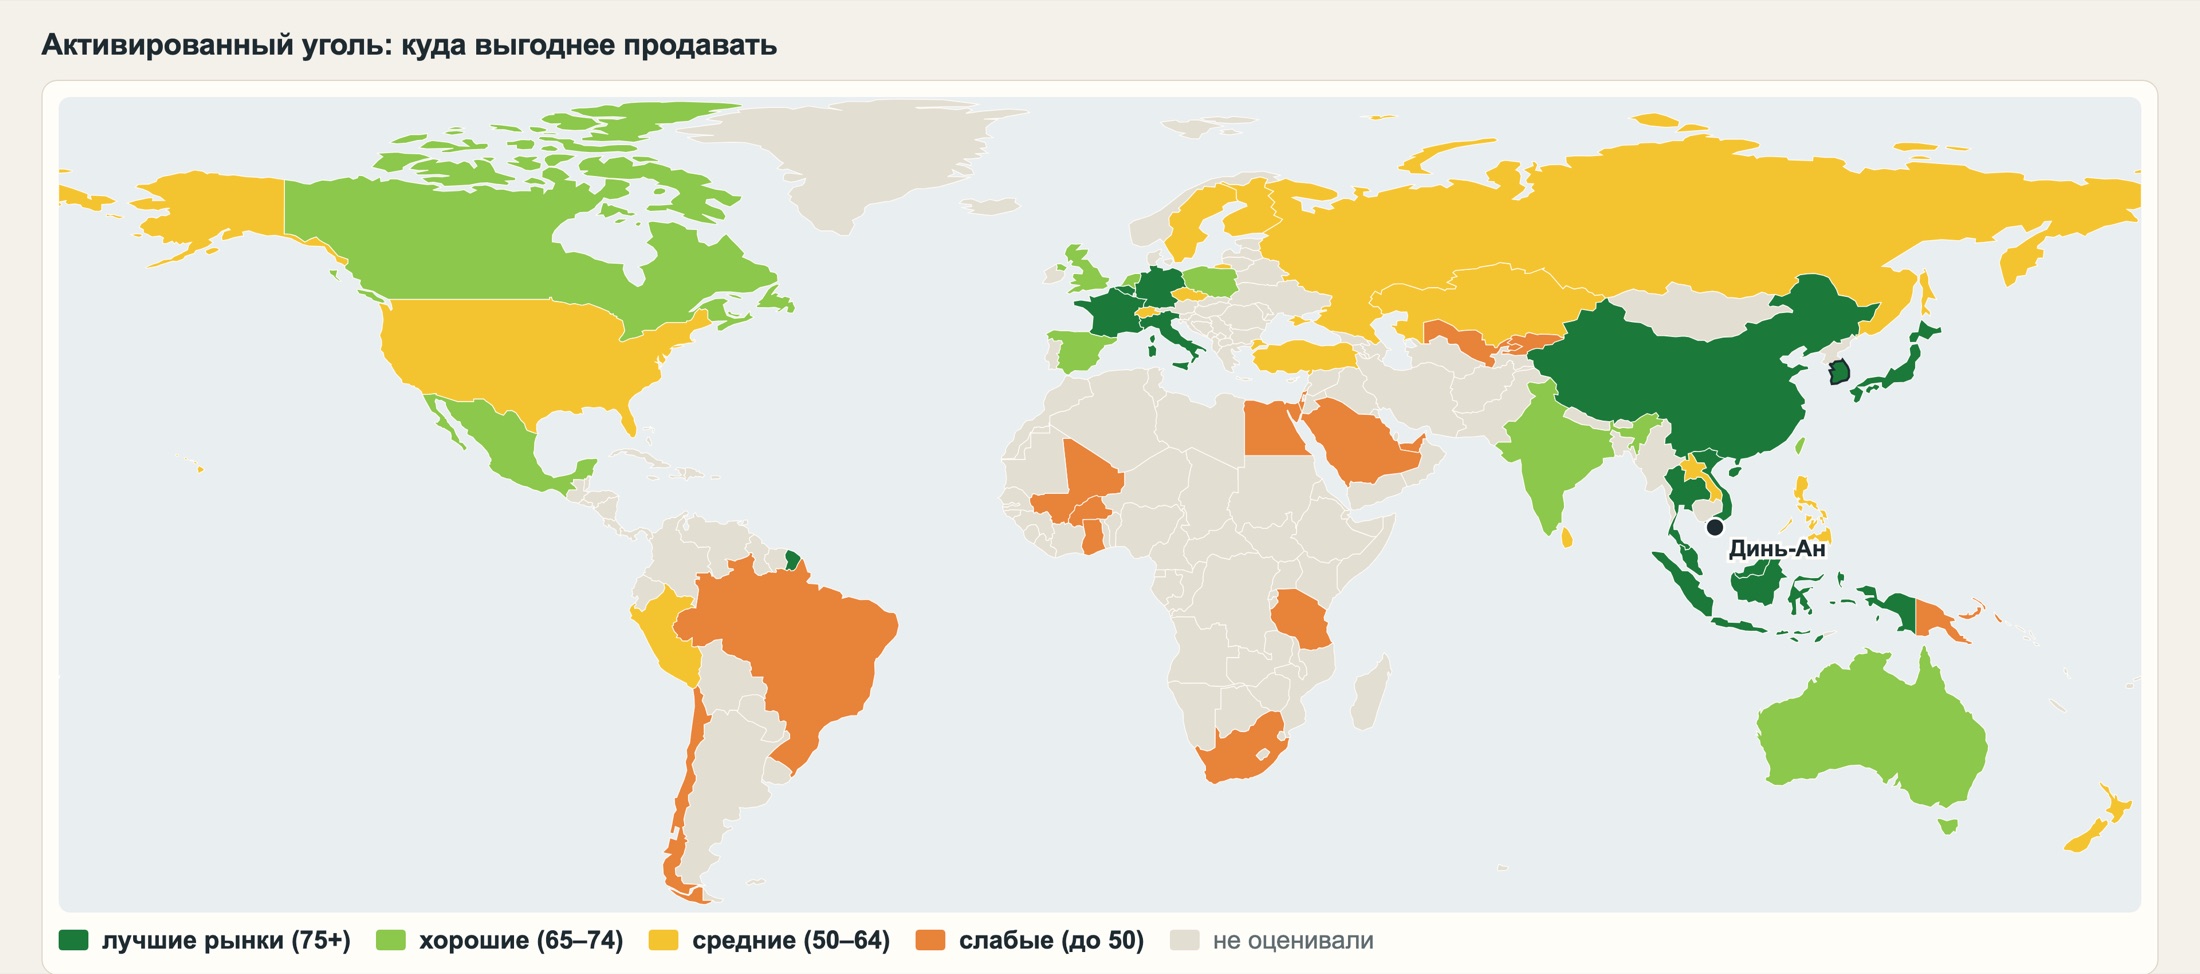 Активированный уголь: куда выгоднее продавать
Динь-Ан
лучшие рынки (75+) хорошие (65–74) средние (50–64) слабые (до 50) не оценивали